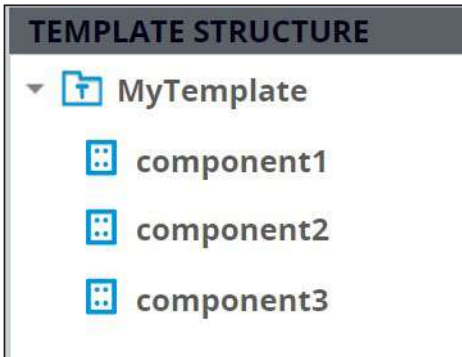 TEMPLATE STRUCTURE
MyTemplate
component1
component2
component3